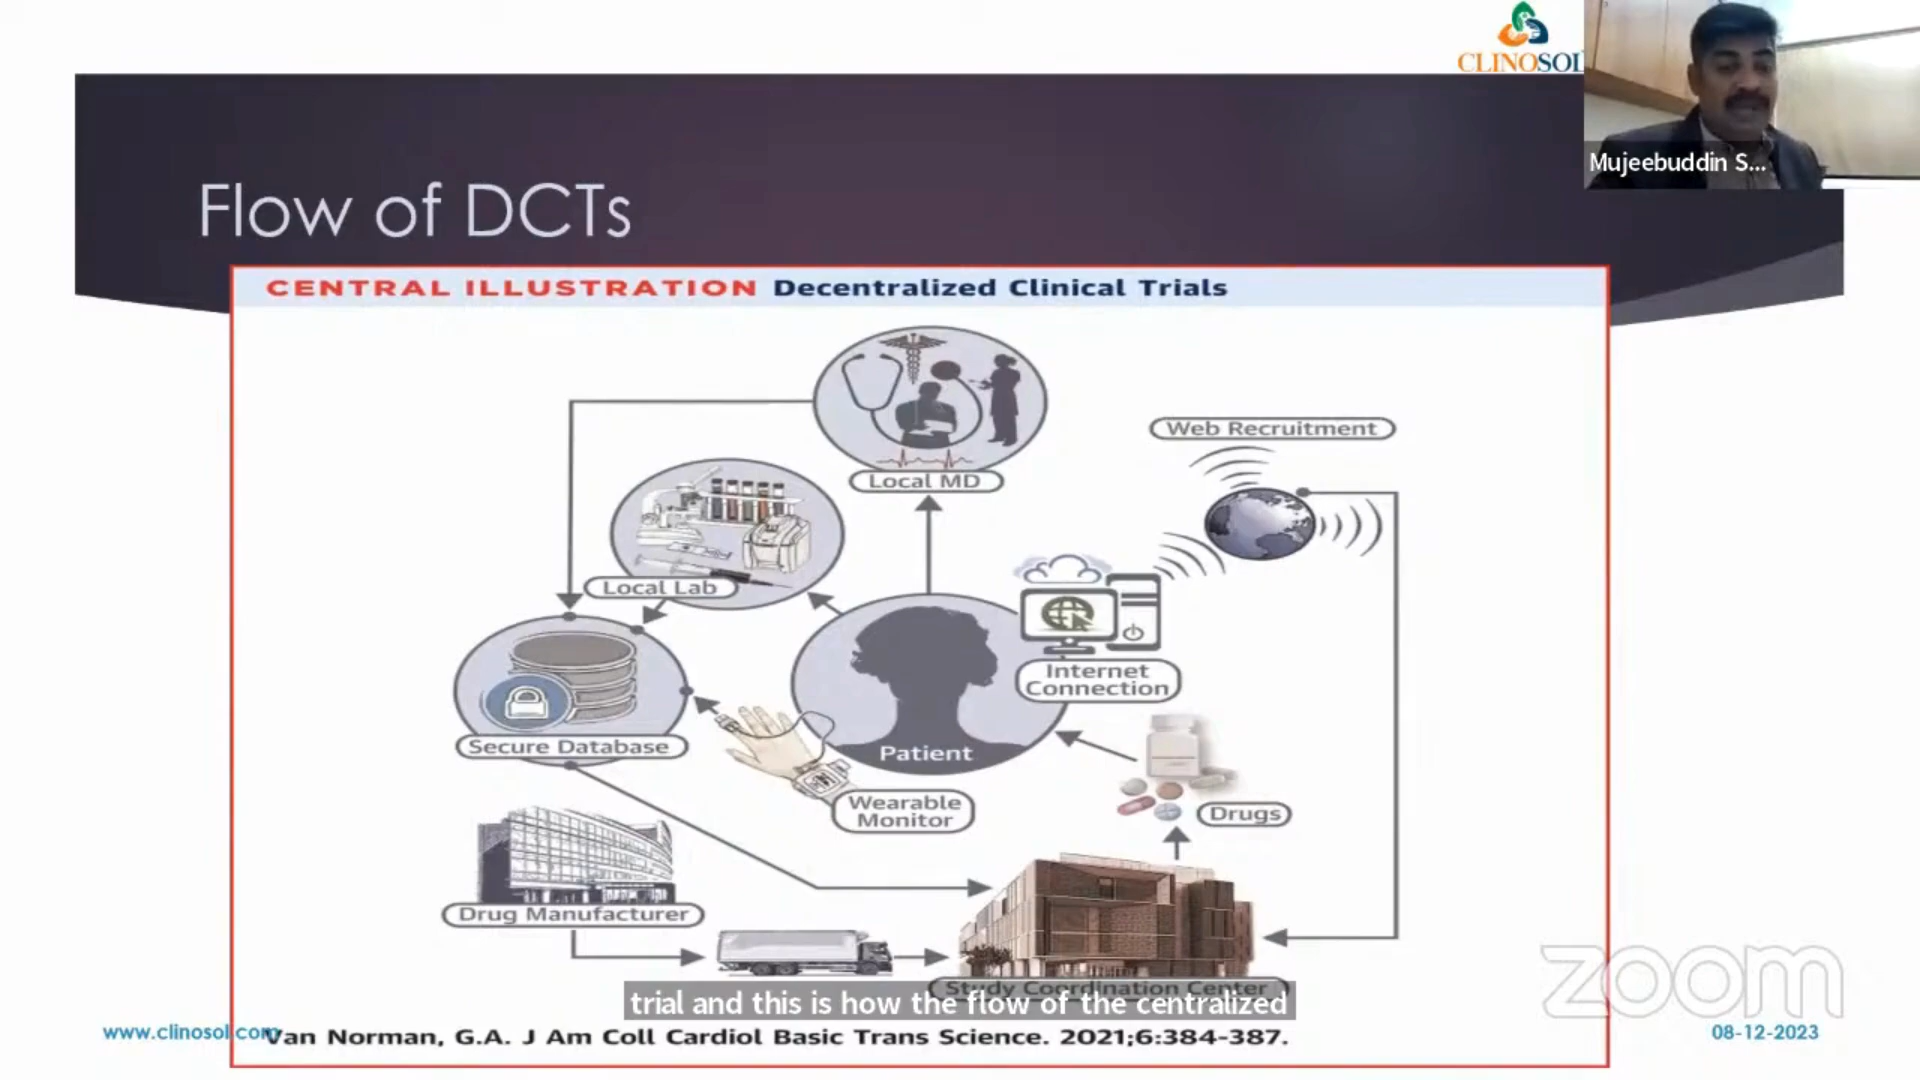 CLINOSOL
Mujeebuddin S...
Flow of DCTs
CENTRAL ILLUSTRATION Decentralized Clinical Trials
Local MD
Web Recruitment
Local Lab
Internet
Connection
Secure Database
Patient
Wearable
Monitor
Drugs
Drug Manufacturer
Study Coordination Center
trial and this is how the flow of the centralized
zoom
www.clinosol.com
Van Norman, G.A. J Am Coll Cardiol Basic Trans Science. 2021;6:384-387.
08-12-2023